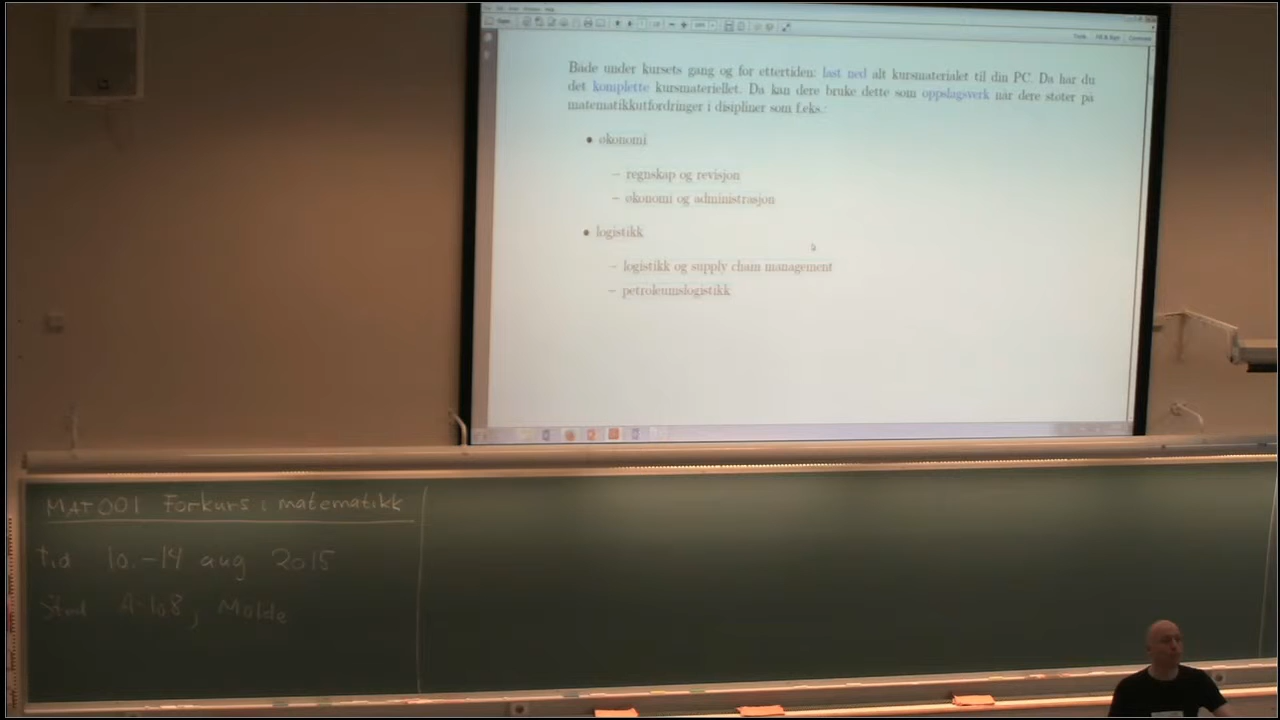 Både under kursets gang og for ettertiden: last ned alt kursmaterialet til din PC. Da har du
det komplette kursmateriellet. Da kan dere bruke dette som oppslagsverk når dere støter på
matematikkutfordringer i disipliner som f.eks.:
• økonomi
– regnskap og revisjon
– økonomi og administrasjon
• logistikk
– logistikk og supply chain management
– petroleumslogistikk
MAT001 Forkurs i matematikk
tid 10.-14 aug 2015
sted A-108, Molde